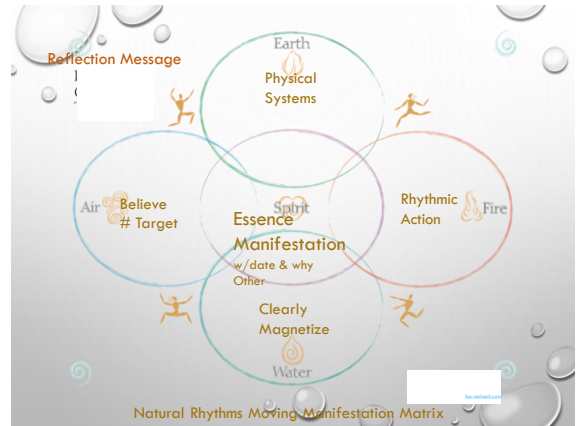 Earth
Reflection Message
Physical
Systems
Air
Believe
# Target
Spirit
Essence
Manifestation
w/date & why
Other
Rhythmic
Action
Fire
Clearly
Magnetize
Water
Natural Rhythms Moving Manifestation Matrix